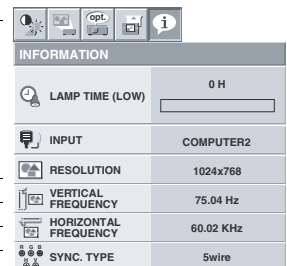 opt.
i
INFORMATION
LAMP TIME (LOW)
0 H
INPUT
COMPUTER2
RESOLUTION
1024x768
VERTICAL
FREQUENCY
75.04 Hz
HORIZONTAL
FREQUENCY
60.02 KHz
R G B
H V
SYNC. TYPE
5wire